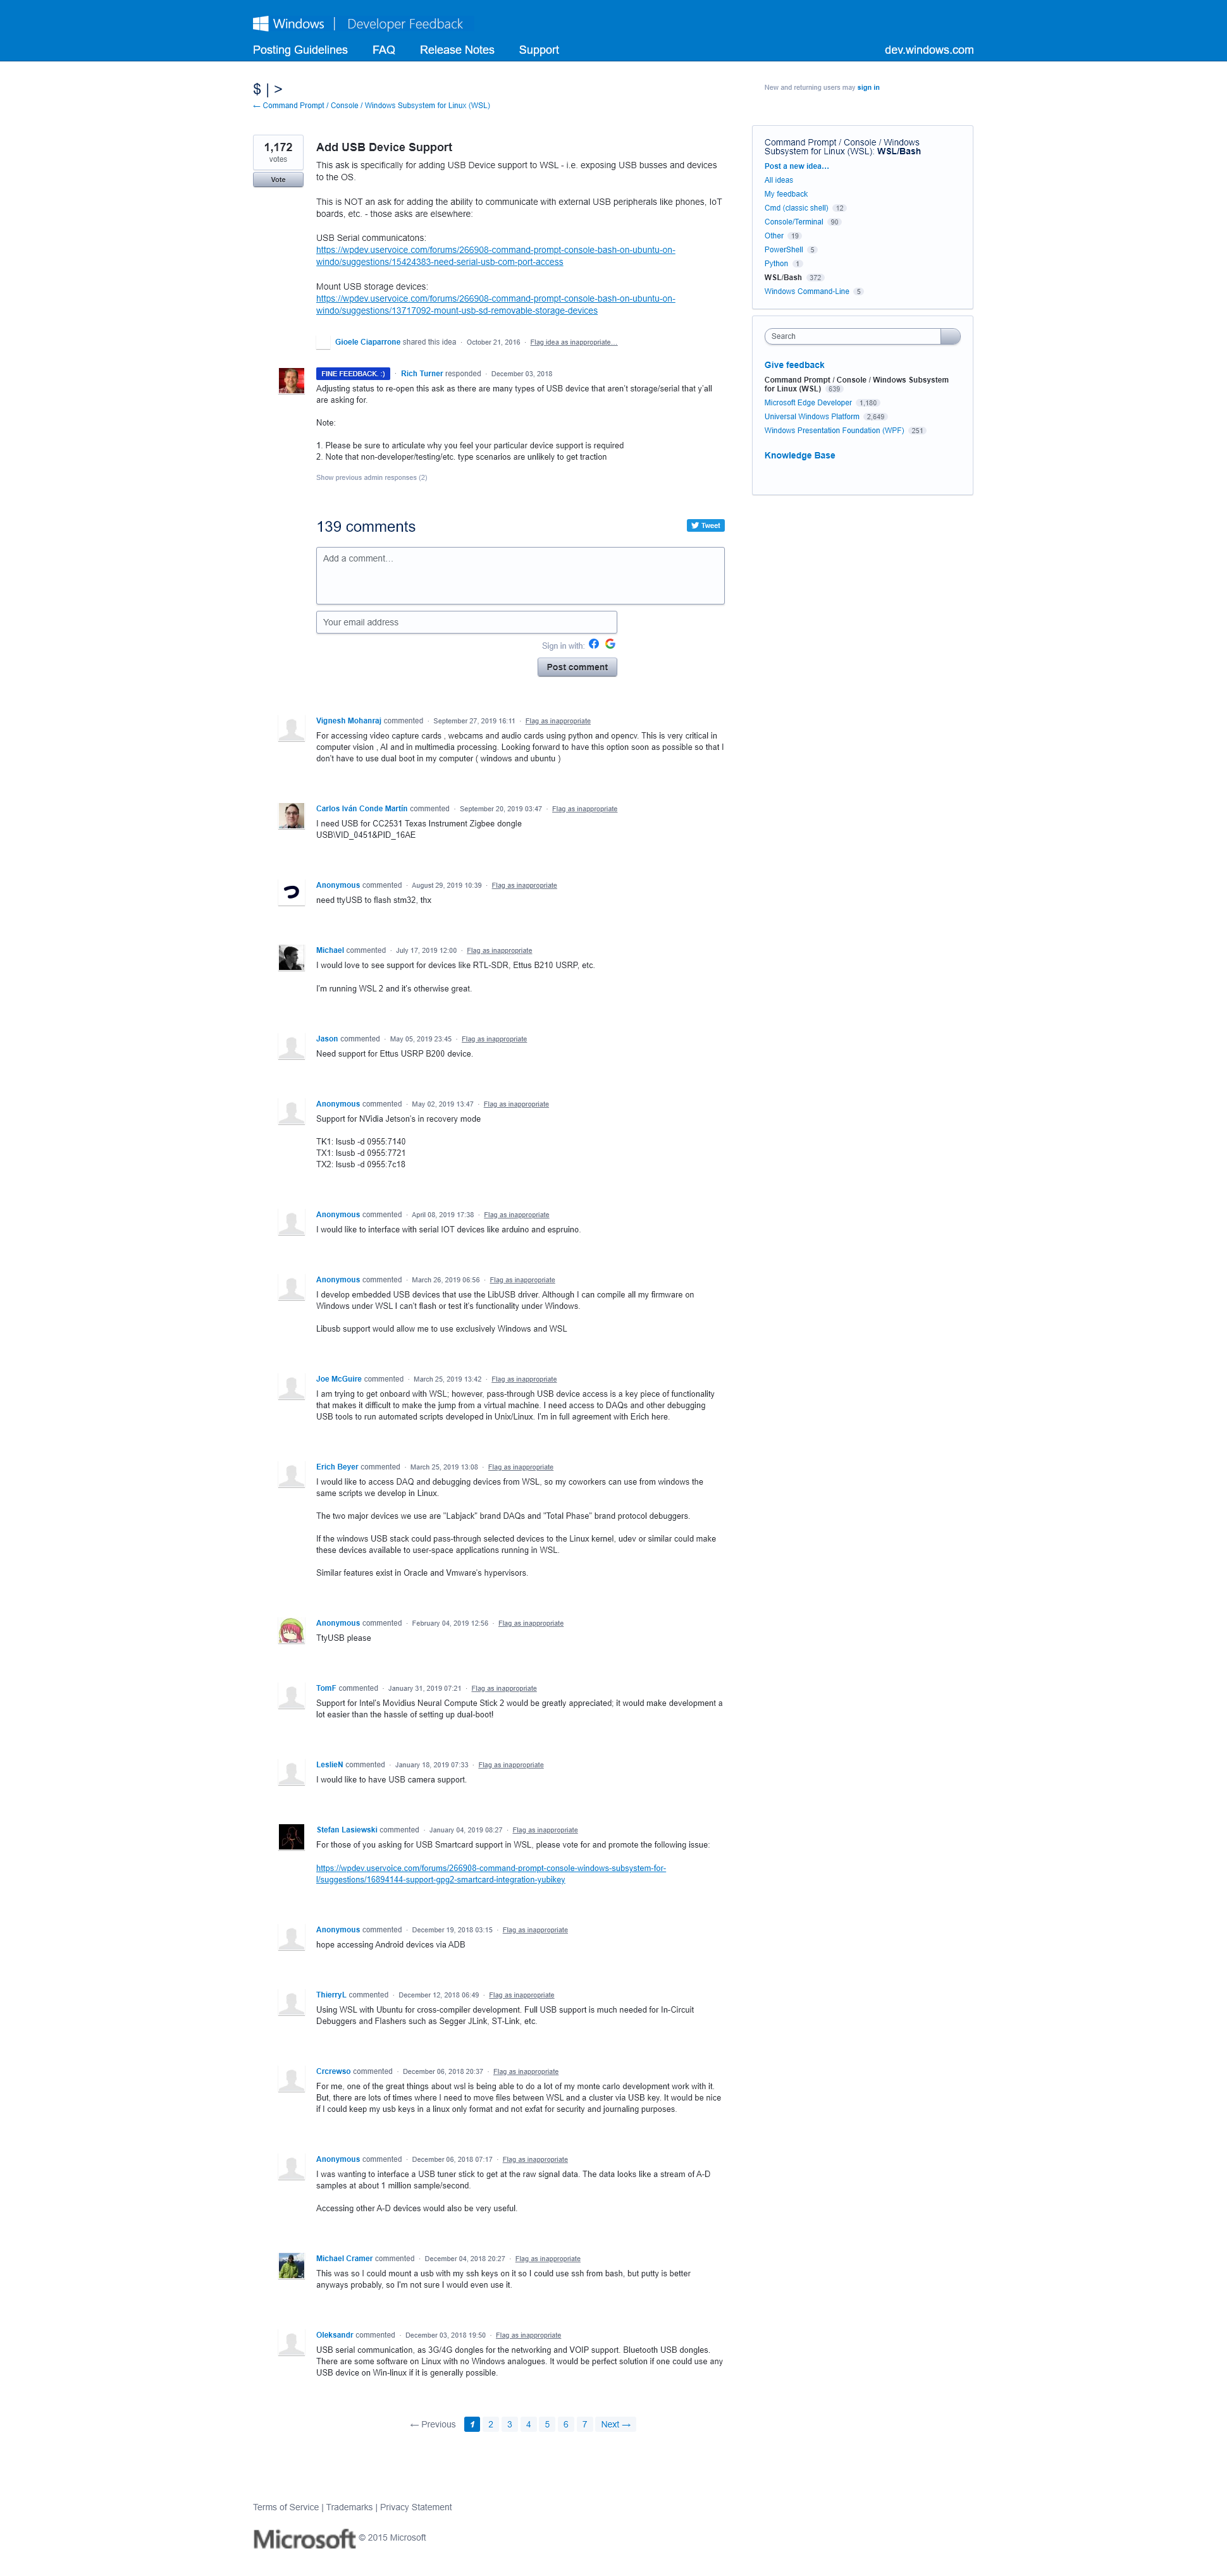 Windows | Developer Feedback
Posting Guidelines FAQ Release Notes Support dev.windows.com
$ | >
← Command Prompt / Console / Windows Subsystem for Linux (WSL)
New and returning users may sign in
1,172
votes
Vote
Add USB Device Support
This ask is specifically for adding USB Device support to WSL - i.e. exposing USB busses and devices
to the OS.
This is NOT an ask for adding the ability to communicate with external USB peripherals like phones, IoT
boards, etc. - those asks are elsewhere:
USB Serial communicatons:
https://wpdev.uservoice.com/forums/266908-command-prompt-console-bash-on-ubuntu-on-
windo/suggestions/15424383-need-serial-usb-com-port-access
Mount USB storage devices:
https://wpdev.uservoice.com/forums/266908-command-prompt-console-bash-on-ubuntu-on-
windo/suggestions/13717092-mount-usb-sd-removable-storage-devices
Gioele Ciaparrone shared this idea · October 21, 2016 · Flag idea as inappropriate…
FINE FEEDBACK. :) · Rich Turner responded · December 03, 2018
Adjusting status to re-open this ask as there are many types of USB device that aren't storage/serial that y'all
are asking for.
Note:
1. Please be sure to articulate why you feel your particular device support is required
2. Note that non-developer/testing/etc. type scenarios are unlikely to get traction
Show previous admin responses (2)
139 comments
Tweet
Add a comment…
Your email address
Sign in with:
Post comment
Vignesh Mohanraj commented · September 27, 2019 16:11 · Flag as inappropriate
For accessing video capture cards , webcams and audio cards using python and opencv. This is very critical in
computer vision , AI and in multimedia processing. Looking forward to have this option soon as possible so that I
don't have to use dual boot in my computer ( windows and ubuntu )
Carlos Iván Conde Martín commented · September 20, 2019 03:47 · Flag as inappropriate
I need USB for CC2531 Texas Instrument Zigbee dongle
USB\VID_0451&PID_16AE
Anonymous commented · August 29, 2019 10:39 · Flag as inappropriate
need ttyUSB to flash stm32, thx
Michael commented · July 17, 2019 12:00 · Flag as inappropriate
I would love to see support for devices like RTL-SDR, Ettus B210 USRP, etc.
I'm running WSL 2 and it's otherwise great.
Jason commented · May 05, 2019 23:45 · Flag as inappropriate
Need support for Ettus USRP B200 device.
Anonymous commented · May 02, 2019 13:47 · Flag as inappropriate
Support for NVidia Jetson's in recovery mode
TK1: lsusb -d 0955:7140
TX1: lsusb -d 0955:7721
TX2: lsusb -d 0955:7c18
Anonymous commented · April 08, 2019 17:38 · Flag as inappropriate
I would like to interface with serial IOT devices like arduino and espruino.
Anonymous commented · March 26, 2019 06:56 · Flag as inappropriate
I develop embedded USB devices that use the LibUSB driver. Although I can compile all my firmware on
Windows under WSL I can't flash or test it's functionality under Windows.
Libusb support would allow me to use exclusively Windows and WSL
Joe McGuire commented · March 25, 2019 13:42 · Flag as inappropriate
I am trying to get onboard with WSL; however, pass-through USB device access is a key piece of functionality
that makes it difficult to make the jump from a virtual machine. I need access to DAQs and other debugging
USB tools to run automated scripts developed in Unix/Linux. I'm in full agreement with Erich here.
Erich Beyer commented · March 25, 2019 13:08 · Flag as inappropriate
I would like to access DAQ and debugging devices from WSL, so my coworkers can use from windows the
same scripts we develop in Linux.
The two major devices we use are "Labjack" brand DAQs and "Total Phase" brand protocol debuggers.
If the windows USB stack could pass-through selected devices to the Linux kernel, udev or similar could make
these devices available to user-space applications running in WSL.
Similar features exist in Oracle and Vmware's hypervisors.
Anonymous commented · February 04, 2019 12:56 · Flag as inappropriate
TtyUSB please
TomF commented · January 31, 2019 07:21 · Flag as inappropriate
Support for Intel's Movidius Neural Compute Stick 2 would be greatly appreciated; it would make development a
lot easier than the hassle of setting up dual-boot!
LeslieN commented · January 18, 2019 07:33 · Flag as inappropriate
I would like to have USB camera support.
Stefan Lasiewski commented · January 04, 2019 08:27 · Flag as inappropriate
For those of you asking for USB Smartcard support in WSL, please vote for and promote the following issue:
https://wpdev.uservoice.com/forums/266908-command-prompt-console-windows-subsystem-for-
l/suggestions/16894144-support-gpg2-smartcard-integration-yubikey
Anonymous commented · December 19, 2018 03:15 · Flag as inappropriate
hope accessing Android devices via ADB
ThierryL commented · December 12, 2018 06:49 · Flag as inappropriate
Using WSL with Ubuntu for cross-compiler development. Full USB support is much needed for In-Circuit
Debuggers and Flashers such as Segger JLink, ST-Link, etc.
Crcrewso commented · December 06, 2018 20:37 · Flag as inappropriate
For me, one of the great things about wsl is being able to do a lot of my monte carlo development work with it.
But, there are lots of times where I need to move files between WSL and a cluster via USB key. It would be nice
if I could keep my usb keys in a linux only format and not exfat for security and journaling purposes.
Anonymous commented · December 06, 2018 07:17 · Flag as inappropriate
I was wanting to interface a USB tuner stick to get at the raw signal data. The data looks like a stream of A-D
samples at about 1 million sample/second.
Accessing other A-D devices would also be very useful.
Michael Cramer commented · December 04, 2018 20:27 · Flag as inappropriate
This was so I could mount a usb with my ssh keys on it so I could use ssh from bash, but putty is better
anyways probably, so I'm not sure I would even use it.
Oleksandr commented · December 03, 2018 19:50 · Flag as inappropriate
USB serial communication, as 3G/4G dongles for the networking and VOIP support. Bluetooth USB dongles.
There are some software on Linux with no Windows analogues. It would be perfect solution if one could use any
USB device on Win-linux if it is generally possible.
← Previous 1 2 3 4 5 6 7 Next →
Command Prompt / Console / Windows
Subsystem for Linux (WSL): WSL/Bash
Post a new idea…
All ideas
My feedback
Cmd (classic shell) 12
Console/Terminal 90
Other 19
PowerShell 5
Python 1
WSL/Bash 372
Windows Command-Line 5
Search
Give feedback
Command Prompt / Console / Windows Subsystem
for Linux (WSL) 639
Microsoft Edge Developer 1,180
Universal Windows Platform 2,649
Windows Presentation Foundation (WPF) 251
Knowledge Base
Terms of Service | Trademarks | Privacy Statement
Microsoft © 2015 Microsoft